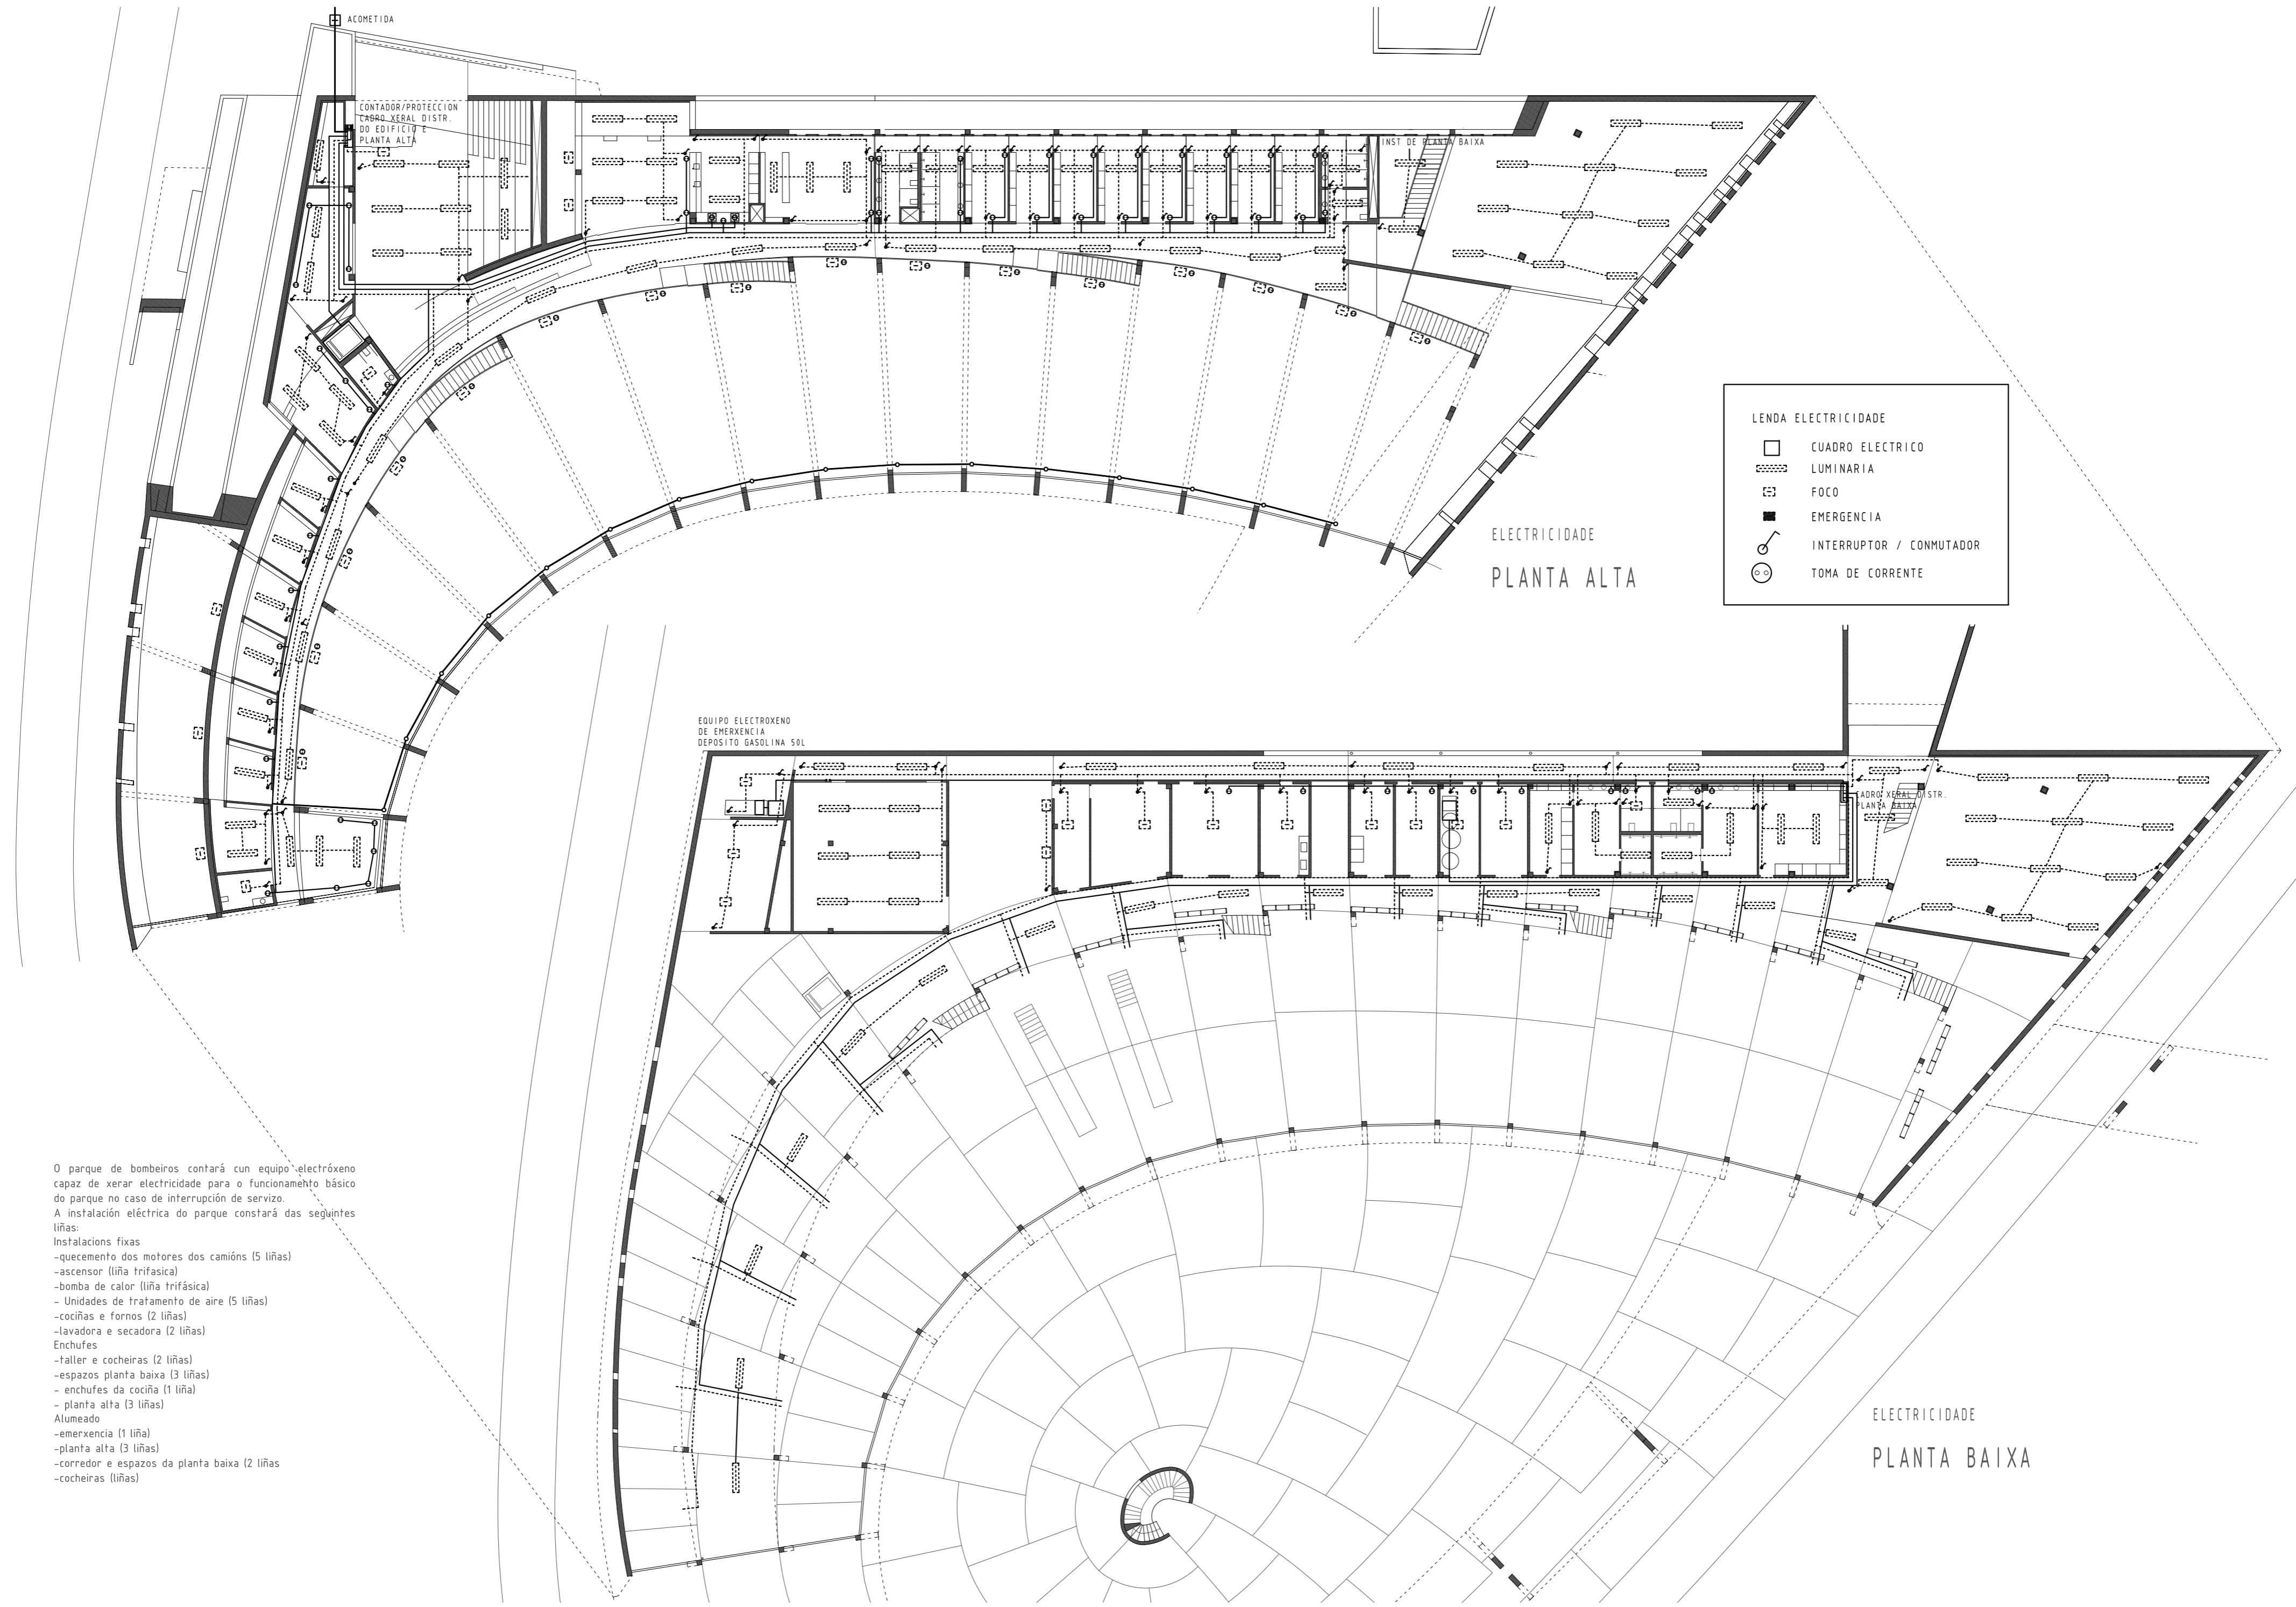 ACOMETIDA
CONTADOR/PROTECCION
CADRO XERAL DISTR.
DO EDIFICIO E
PLANTA ALTA
INST DE PLANTA BAIXA
LENDA ELECTRICIDADE
CUADRO ELECTRICO
LUMINARIA
FOCO
EMERGENCIA
INTERRUPTOR / CONMUTADOR
TOMA DE CORRENTE
ELECTRICIDADE
PLANTA ALTA
EQUIPO ELECTROXENO
DE EMERXENCIA
DEPOSITO GASOLINA 50L
CADRO XERAL DISTR.
PLANTA BAIXA
O parque de bombeiros contará cun equipo electróxeno
capaz de xerar electricidade para o funcionamento básico
do parque no caso de interrupción de servizo.
A instalación eléctrica do parque constará das seguintes
liñas:
Instalacions fixas
-quecemento dos motores dos camións (5 liñas)
-ascensor (liña trifasica)
-bomba de calor (liña trifásica)
- Unidades de tratamento de aire (5 liñas)
-cociñas e fornos (2 liñas)
-lavadora e secadora (2 liñas)
Enchufes
-taller e cocheiras (2 liñas)
-espazos planta baixa (3 liñas)
- enchufes da cociña (1 liña)
- planta alta (3 liñas)
Alumeado
-emerxencia (1 liña)
-planta alta (3 liñas)
-corredor e espazos da planta baixa (2 liñas
-cocheiras (liñas)
ELECTRICIDADE
PLANTA BAIXA